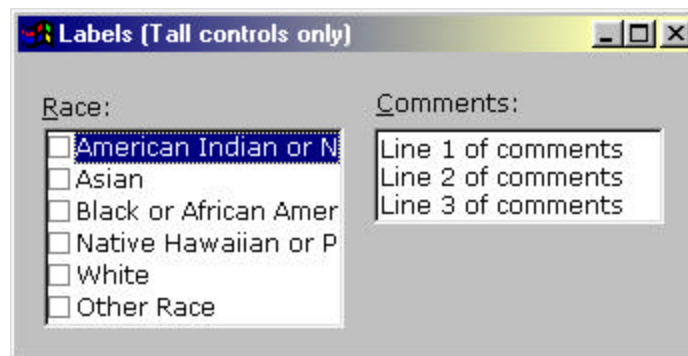 Labels (Tall controls only)
Race:
American Indian or N
Asian
Black or African Amer
Native Hawaiian or P
White
Other Race
Comments:
Line 1 of comments
Line 2 of comments
Line 3 of comments